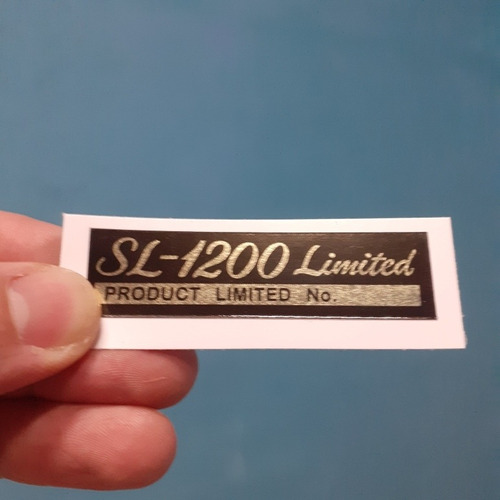 SL-1200 Limited
PRODUCT LIMITED No.